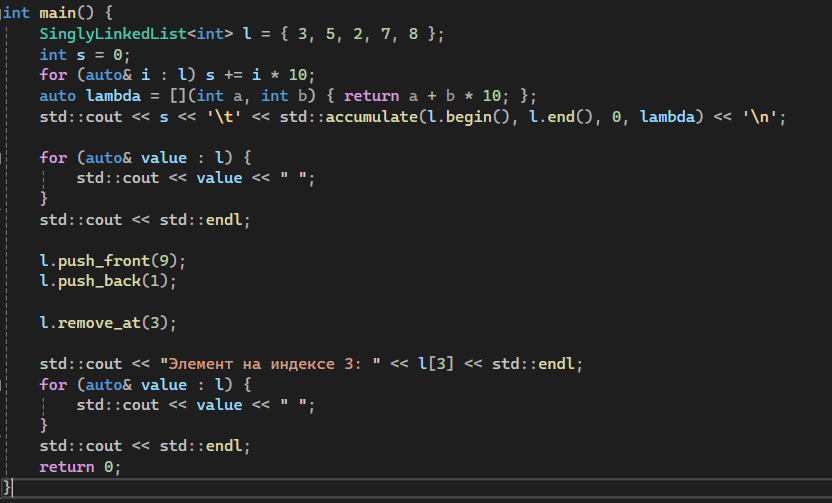 int main() {
    SinglyLinkedList<int> l = { 3, 5, 2, 7, 8 };
    int s = 0;
    for (auto& i : l) s += i * 10;
    auto lambda = [](int a, int b) { return a + b * 10; };
    std::cout << s << '\t' << std::accumulate(l.begin(), l.end(), 0, lambda) << '\n';
    for (auto& value : l) {
        std::cout << value << " ";
    }
    std::cout << std::endl;
    l.push_front(9);
    l.push_back(1);
    l.remove_at(3);
    std::cout << "Элемент на индексе 3: " << l[3] << std::endl;
    for (auto& value : l) {
        std::cout << value << " ";
    }
    std::cout << std::endl;
    return 0;
}